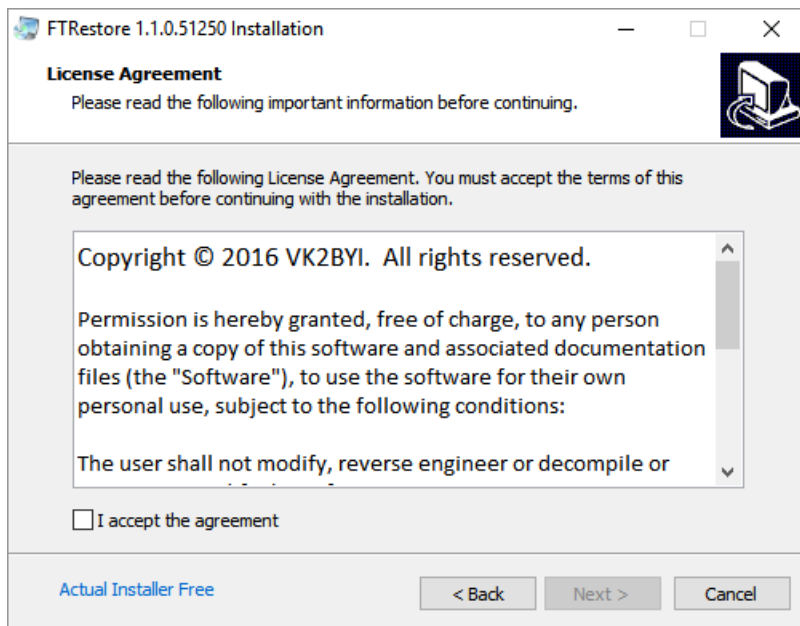 FTRestore 1.1.0.51250 Installation
License Agreement
Please read the following important information before continuing.
Please read the following License Agreement. You must accept the terms of this
agreement before continuing with the installation.
Copyright © 2016 VK2BYI.  All rights reserved.
Permission is hereby granted, free of charge, to any person
obtaining a copy of this software and associated documentation
files (the "Software"), to use the software for their own
personal use, subject to the following conditions:
The user shall not modify, reverse engineer or decompile or
I accept the agreement
Actual Installer Free
< Back
Next >
Cancel